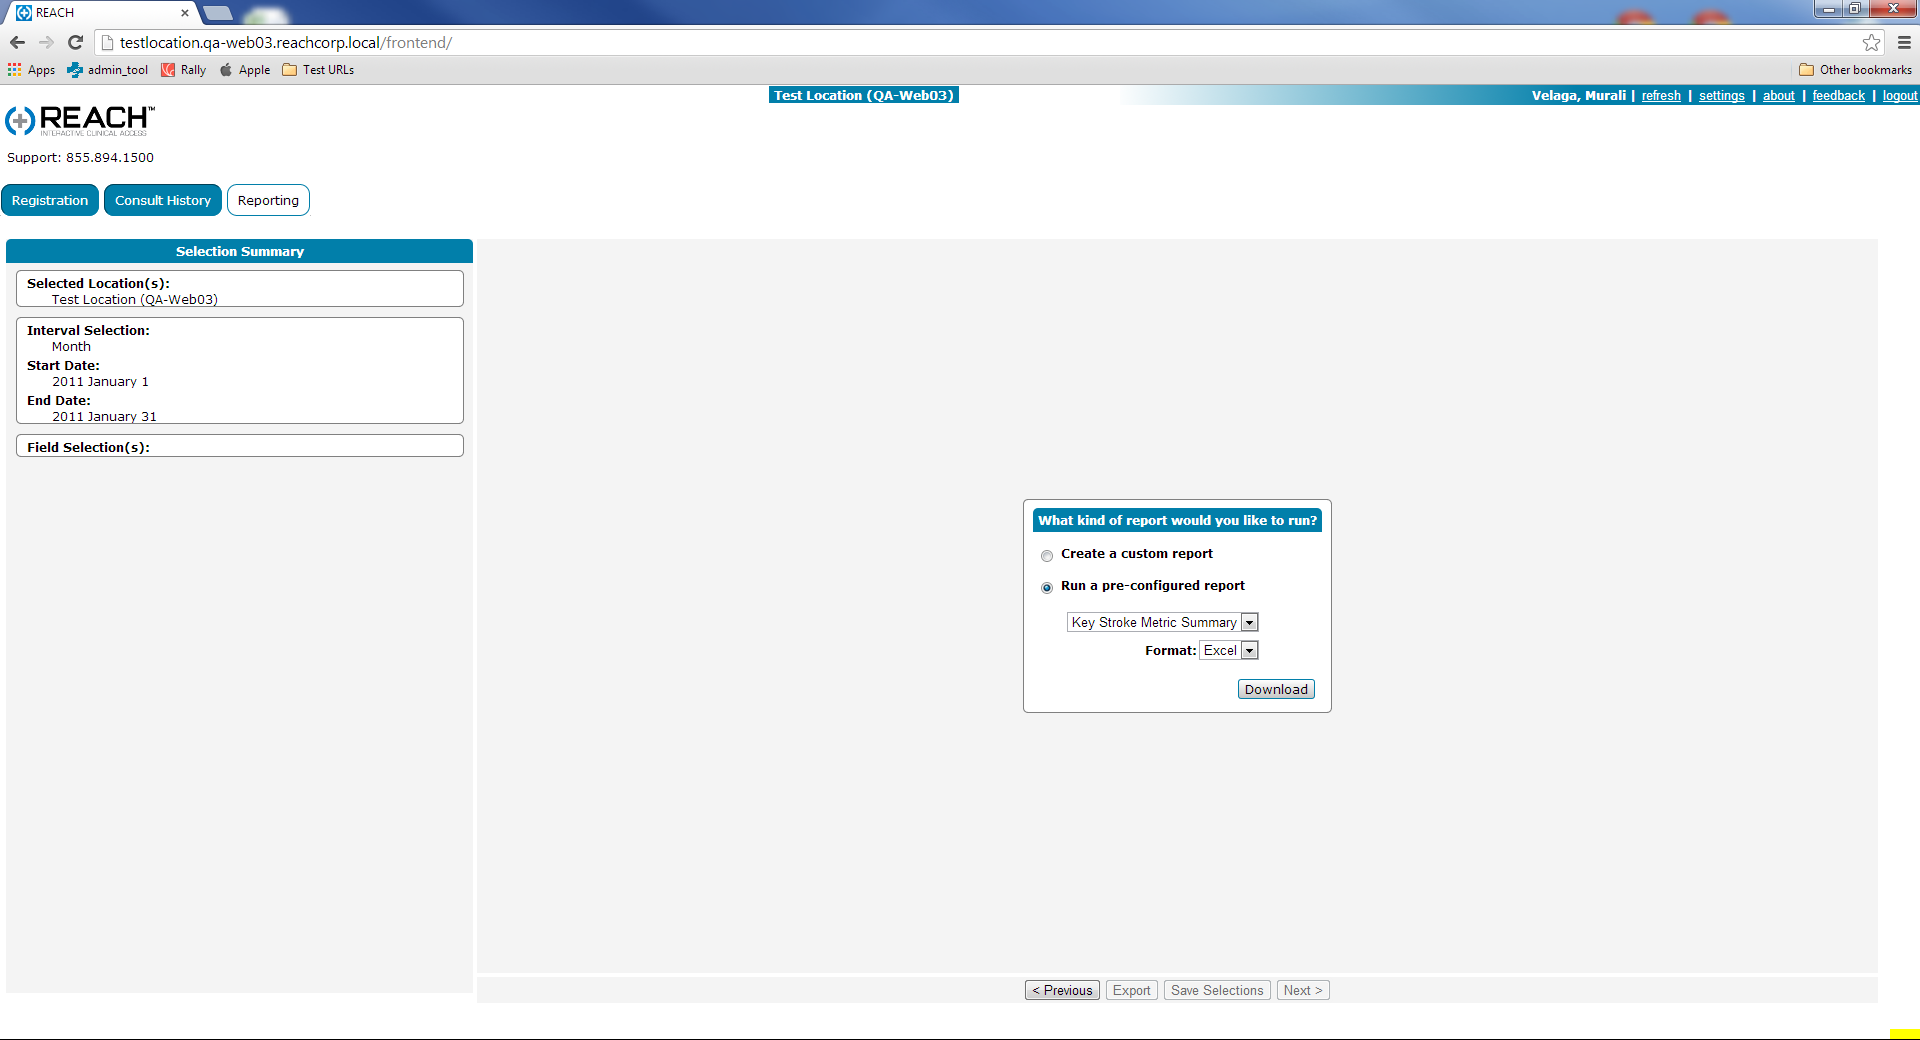 REACH
testlocation.qa-web03.reachcorp.local/frontend/
Apps admin_tool Rally Apple Test URLs Other bookmarks
Test Location (QA-Web03) Velaga, Murali | refresh | settings | about | feedback | logout
REACH™
INTERACTIVE CLINICAL ACCESS
Support: 855.894.1500
Registration Consult History Reporting
Selection Summary
Selected Location(s):
Test Location (QA-Web03)
Interval Selection:
Month
Start Date:
2011 January 1
End Date:
2011 January 31
Field Selection(s):
What kind of report would you like to run?
Create a custom report
Run a pre-configured report
Key Stroke Metric Summary
Format: Excel
Download
< Previous Export Save Selections Next >